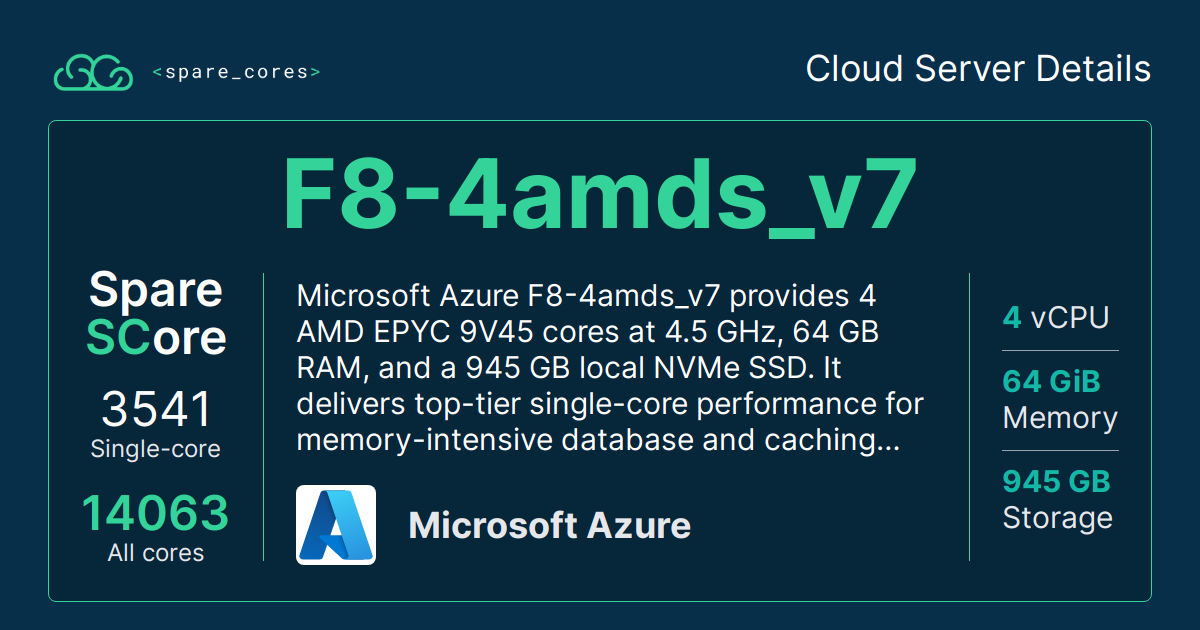 <spare_cores>
Cloud Server Details
F8-4amds_v7
Spare
SCore
3541
Single-core
14063
All cores
Microsoft Azure F8-4amds_v7 provides 4
AMD EPYC 9V45 cores at 4.5 GHz, 64 GB
RAM, and a 945 GB local NVMe SSD. It
delivers top-tier single-core performance for
memory-intensive database and caching...
Microsoft Azure
4 vCPU
64 GiB
Memory
945 GB
Storage